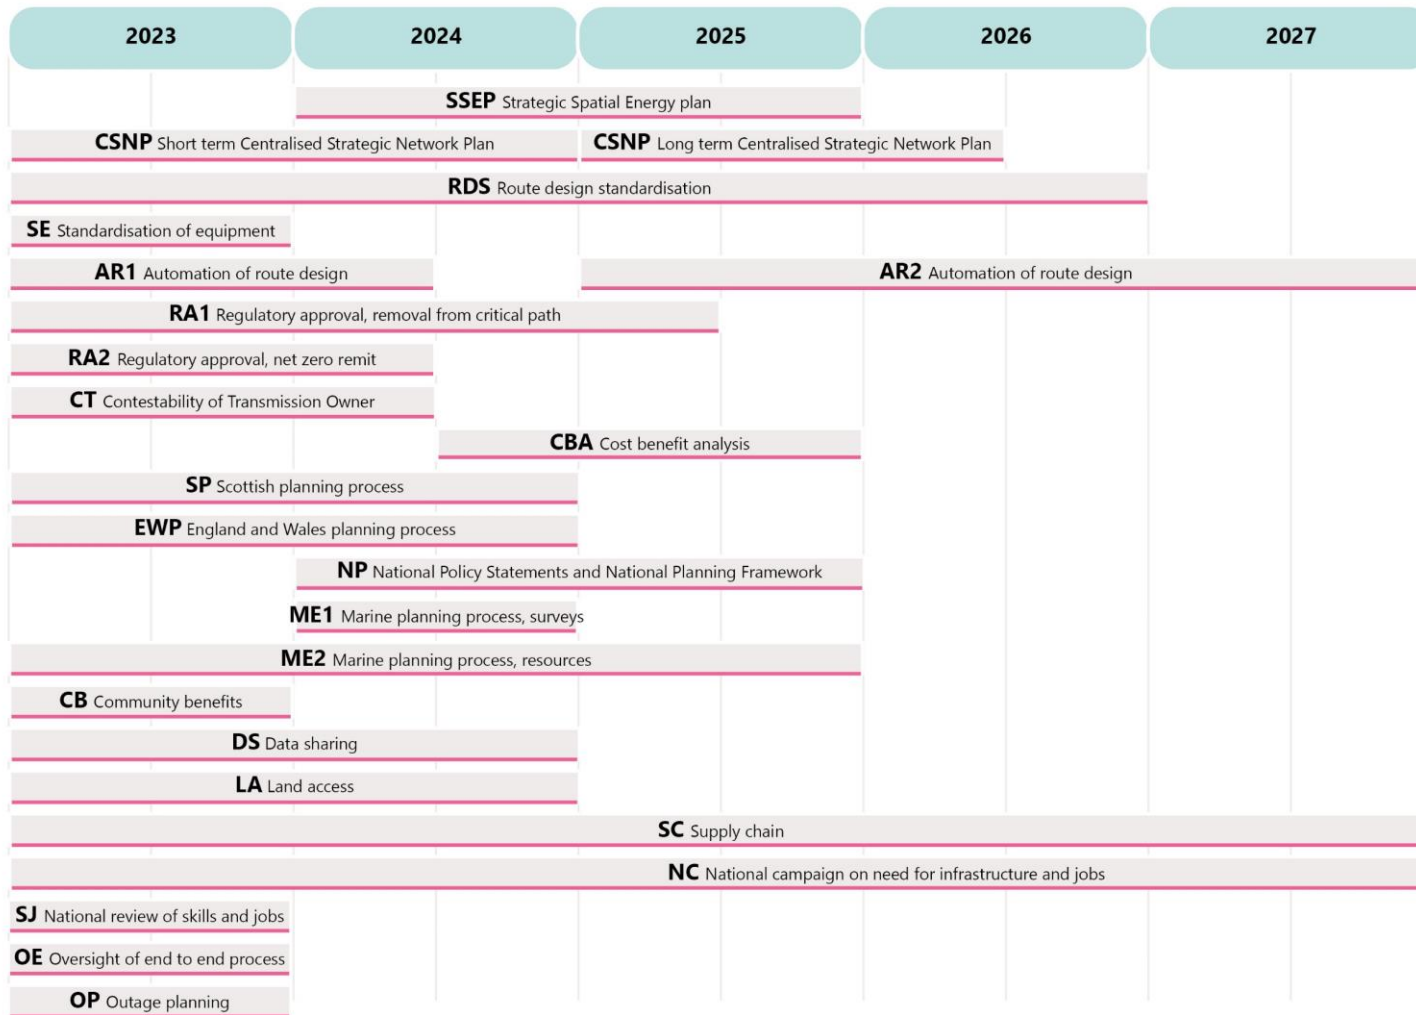 2023 2024 2025 2026 2027
SSEP Strategic Spatial Energy plan
CSNP Short term Centralised Strategic Network Plan CSNP Long term Centralised Strategic Network Plan
RDS Route design standardisation
SE Standardisation of equipment
AR1 Automation of route design AR2 Automation of route design
RA1 Regulatory approval, removal from critical path
RA2 Regulatory approval, net zero remit
CT Contestability of Transmission Owner
CBA Cost benefit analysis
SP Scottish planning process
EWP England and Wales planning process
NP National Policy Statements and National Planning Framework
ME1 Marine planning process, surveys
ME2 Marine planning process, resources
CB Community benefits
DS Data sharing
LA Land access
SC Supply chain
NC National campaign on need for infrastructure and jobs
SJ National review of skills and jobs
OE Oversight of end to end process
OP Outage planning